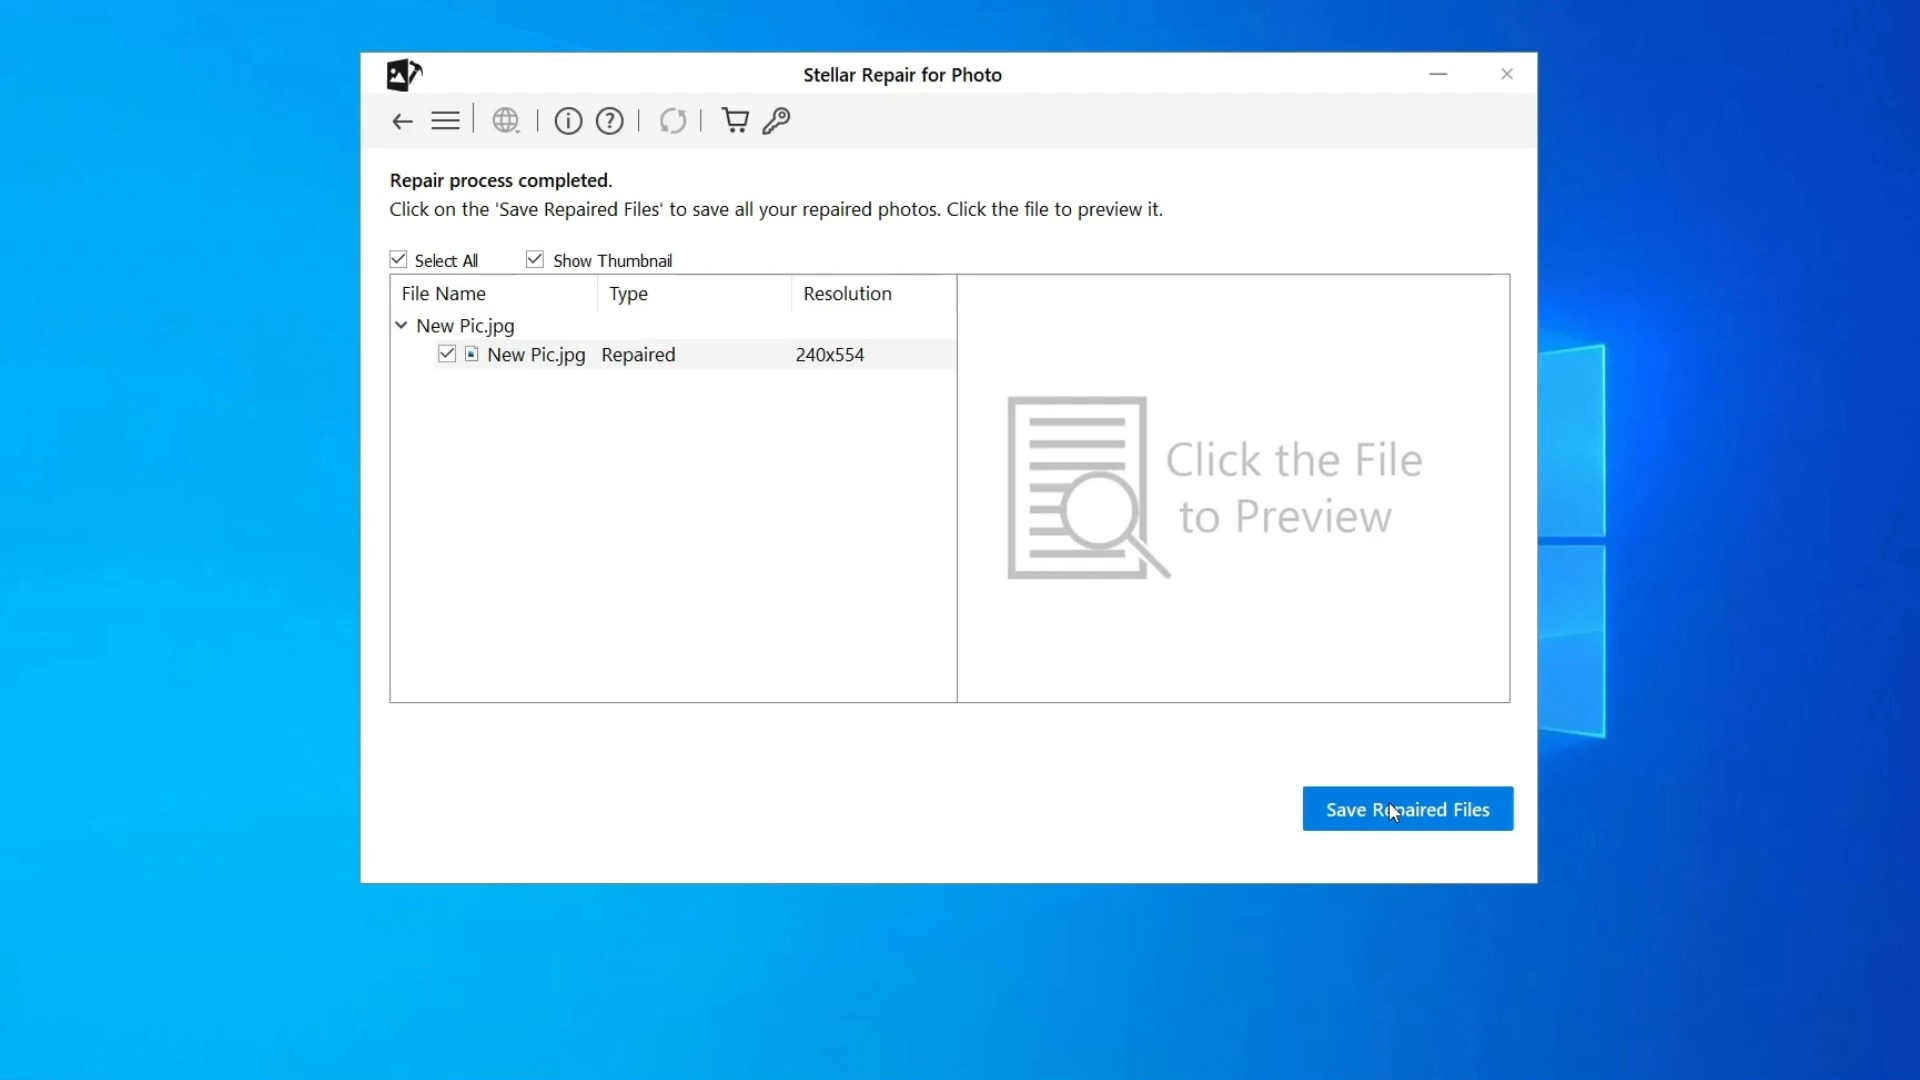 Stellar Repair for Photo
Repair process completed.
Click on the 'Save Repaired Files' to save all your repaired photos. Click the file to preview it.
Select All Show Thumbnail
File Name Type Resolution
New Pic.jpg
New Pic.jpg Repaired 240x554
Click the File
to Preview
Save Repaired Files